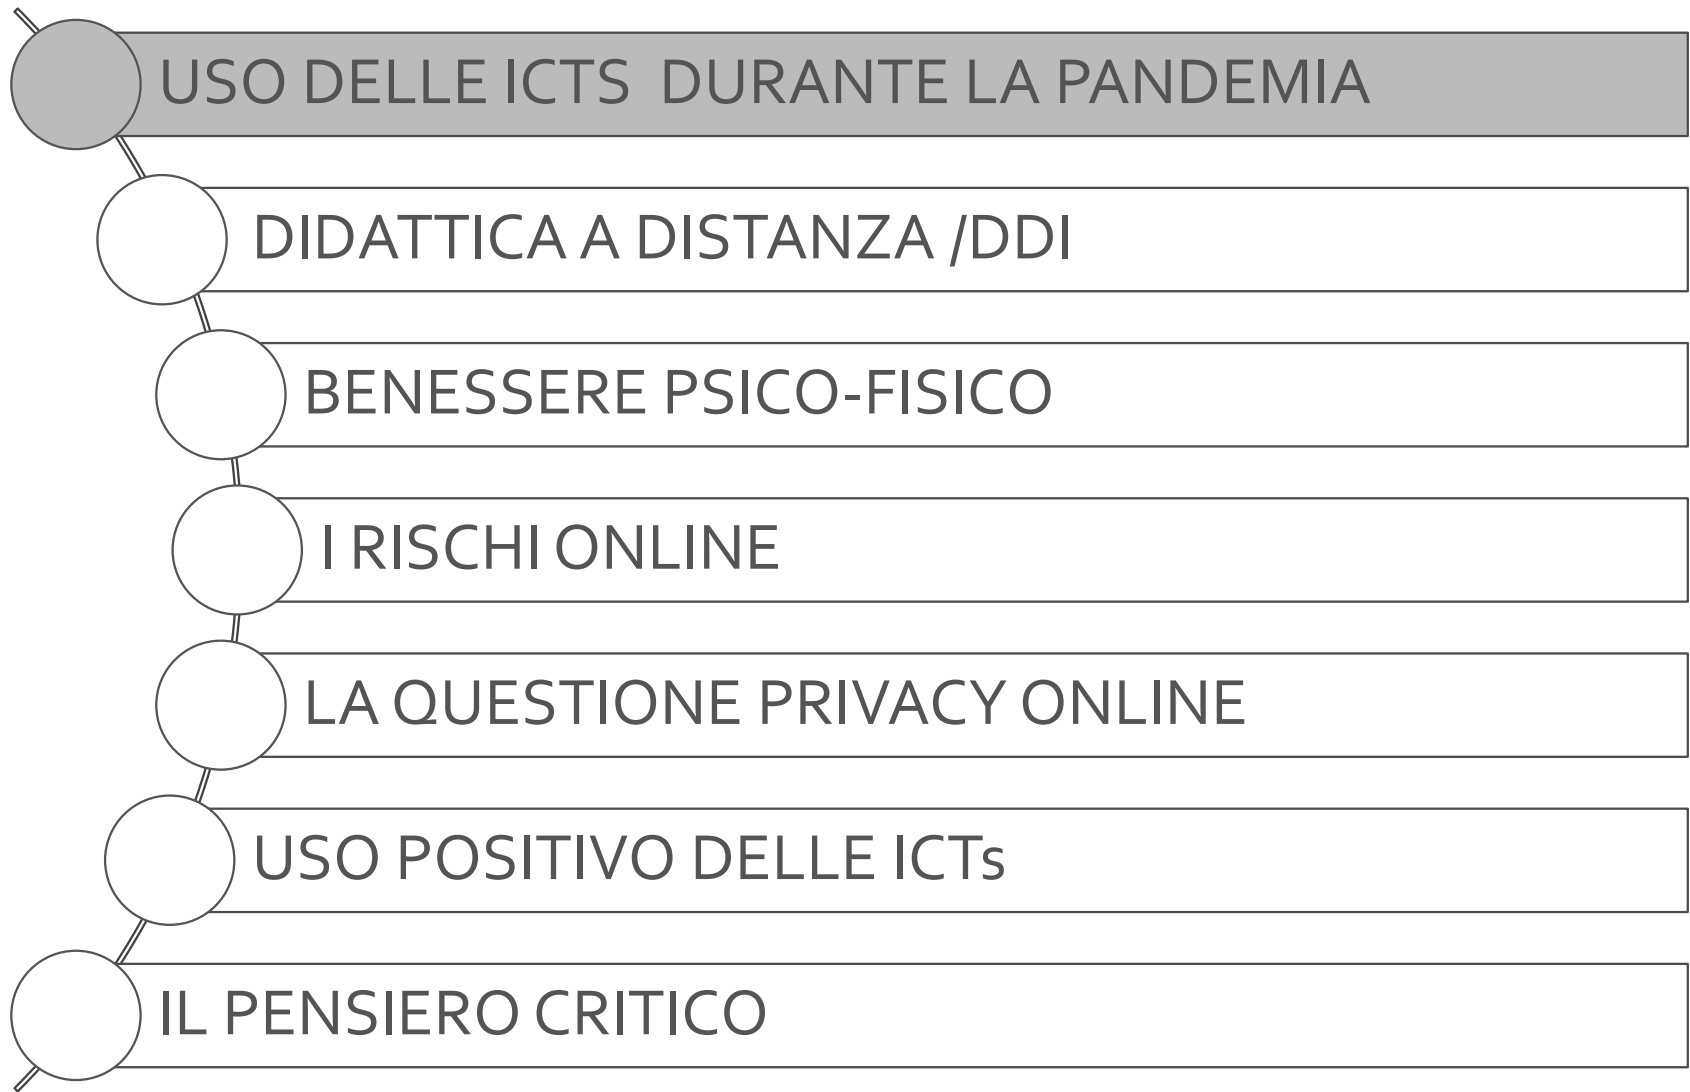 USO DELLE ICTS DURANTE LA PANDEMIA
DIDATTICA A DISTANZA /DDI
BENESSERE PSICO-FISICO
I RISCHI ONLINE
LA QUESTIONE PRIVACY ONLINE
USO POSITIVO DELLE ICTs
IL PENSIERO CRITICO